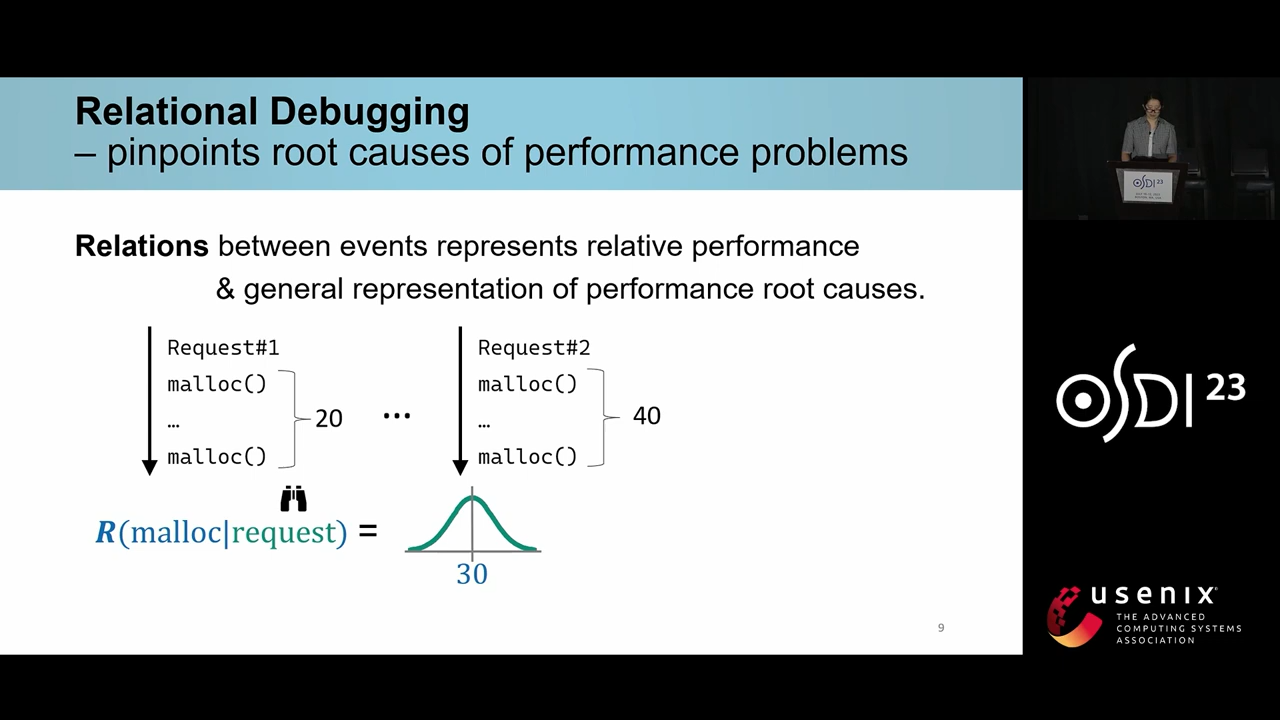 Relational Debugging
– pinpoints root causes of performance problems
Relations between events represents relative performance
& general representation of performance root causes.
Request#1
malloc()
…
malloc()
20
...
Request#2
malloc()
…
malloc()
40
R(malloc|request) =
30
9
OSDI 23
OSDI 23
usenix
THE ADVANCED
COMPUTING SYSTEMS
ASSOCIATION